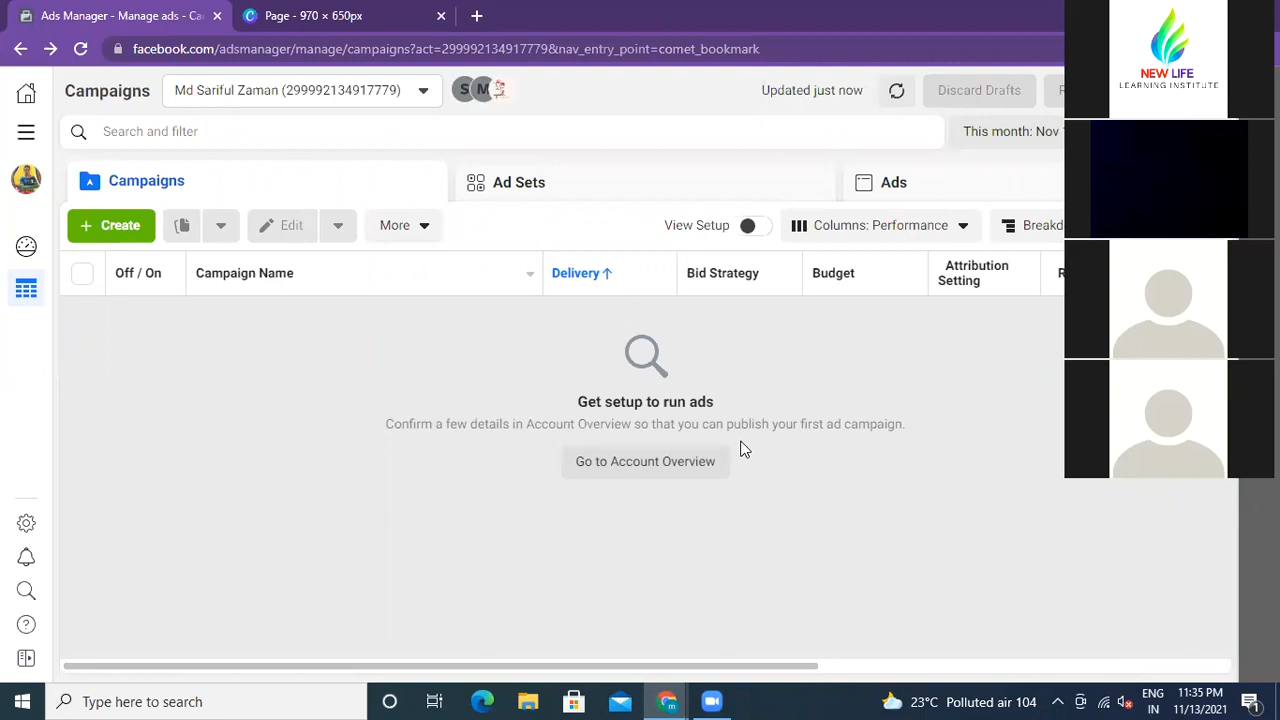 Ads Manager - Manage ads - Ca
Page - 970 × 650px
facebook.com/adsmanager/manage/campaigns?act=299992134917779&nav_entry_point=comet_bookmark
Campaigns
Md Sariful Zaman (299992134917779)
S
M
Updated just now
Discard Drafts
R
Search and filter
This month: Nov
Campaigns
Ad Sets
Ads
Create
Edit
More
View Setup
Columns: Performance
Breakd
Off / On
Campaign Name
Delivery ↑
Bid Strategy
Budget
Attribution
Setting
R
Get setup to run ads
Confirm a few details in Account Overview so that you can publish your first ad campaign.
Go to Account Overview
NEW LIFE
LEARNING INSTITUTE
Type here to search
23°C Polluted air 104
ENG
IN
11:35 PM
11/13/2021
1